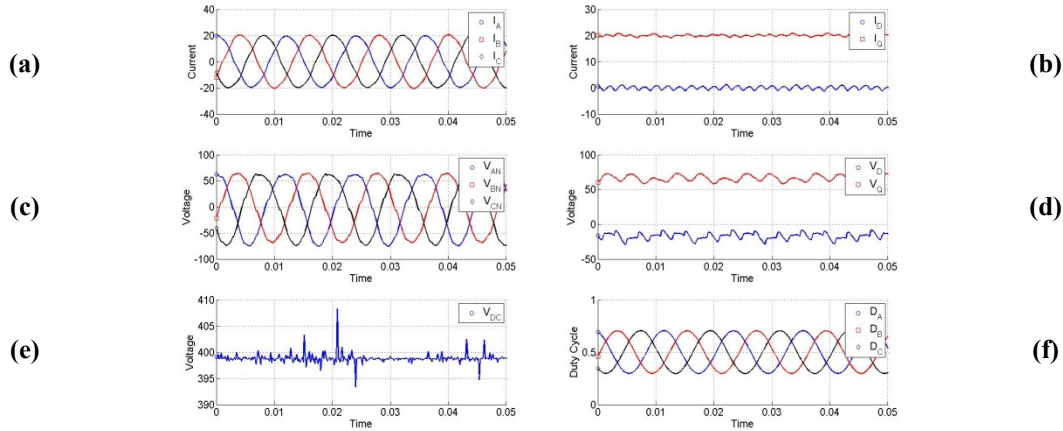 (a)
40
20
0
-20
-40
Current
0
0.01
0.02
0.03
0.04
0.05
Time
I_A
I_B
I_C
(b)
30
20
10
0
-10
Current
0
0.01
0.02
0.03
0.04
0.05
Time
I_D
I_Q
(c)
100
50
0
-50
-100
Voltage
0
0.01
0.02
0.03
0.04
0.05
Time
V_AN
V_BN
V_CN
(d)
100
50
0
-50
Voltage
0
0.01
0.02
0.03
0.04
0.05
Time
V_D
V_Q
(e)
410
405
400
395
390
Voltage
0
0.01
0.02
0.03
0.04
0.05
Time
V_DC
(f)
1
0.5
0
Duty Cycle
0
0.01
0.02
0.03
0.04
0.05
Time
D_A
D_B
D_C